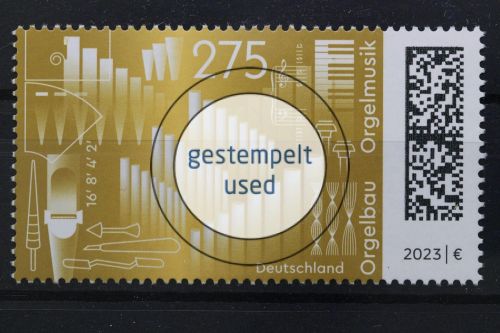 275
Orgelbau Orgelmusik
gestempelt
used
16' 8' 4' 2'
Deutschland
2023 | €